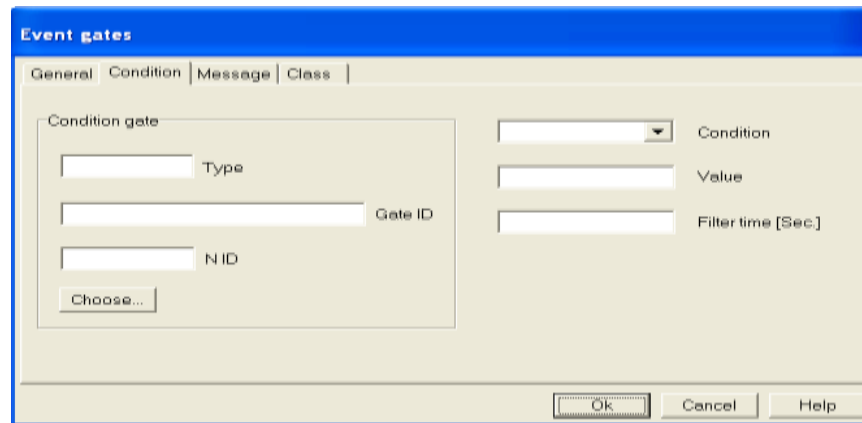 Event gates
General Condition Message Class
Condition gate
Type
Gate ID
N ID
Choose...
Condition
Value
Filter time [Sec.]
Ok Cancel Help